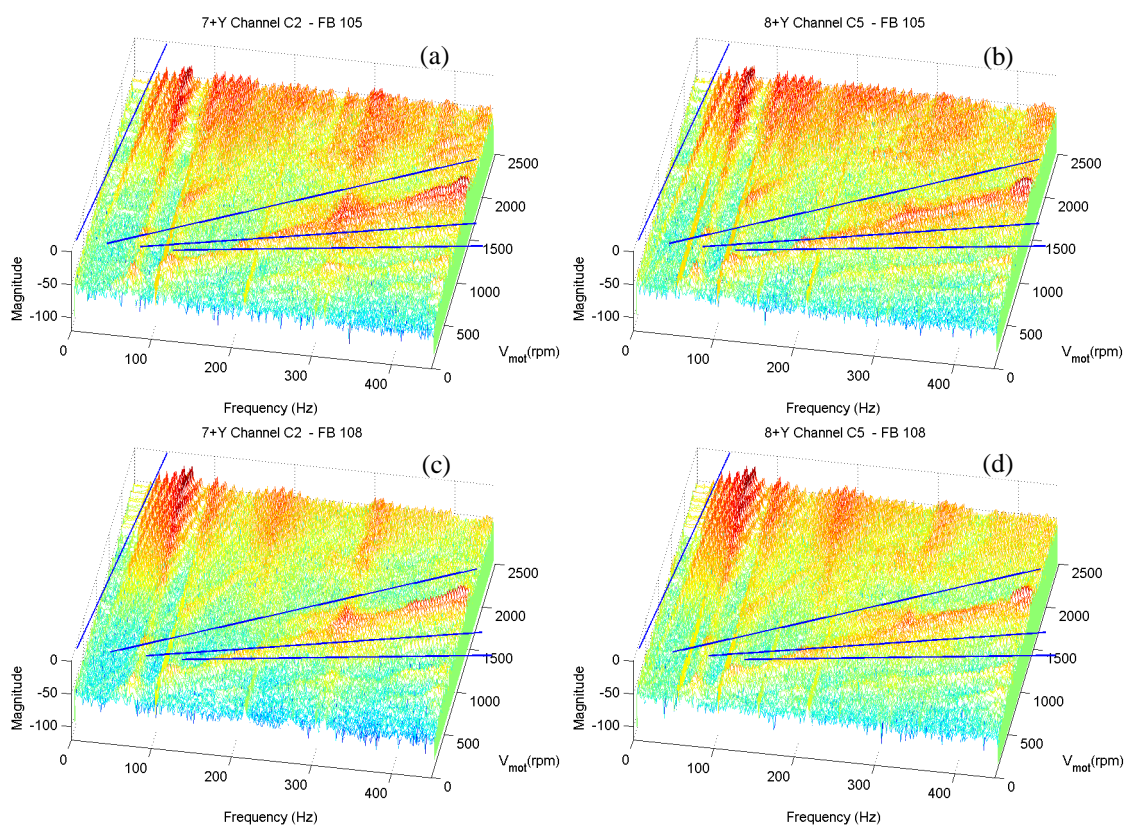 7+Y Channel C2 - FB 105
(a)
0
-50
-100
Magnitude
0
100
200
300
400
Frequency (Hz)
0
500
1000
1500
2000
2500
V_mot(rpm)
8+Y Channel C5 - FB 105
(b)
0
-50
-100
Magnitude
0
100
200
300
400
Frequency (Hz)
0
500
1000
1500
2000
2500
V_mot(rpm)
7+Y Channel C2 - FB 108
(c)
0
-50
-100
Magnitude
0
100
200
300
400
Frequency (Hz)
0
500
1000
1500
2000
2500
V_mot(rpm)
8+Y Channel C5 - FB 108
(d)
0
-50
-100
Magnitude
0
100
200
300
400
Frequency (Hz)
0
500
1000
1500
2000
2500
V_mot(rpm)